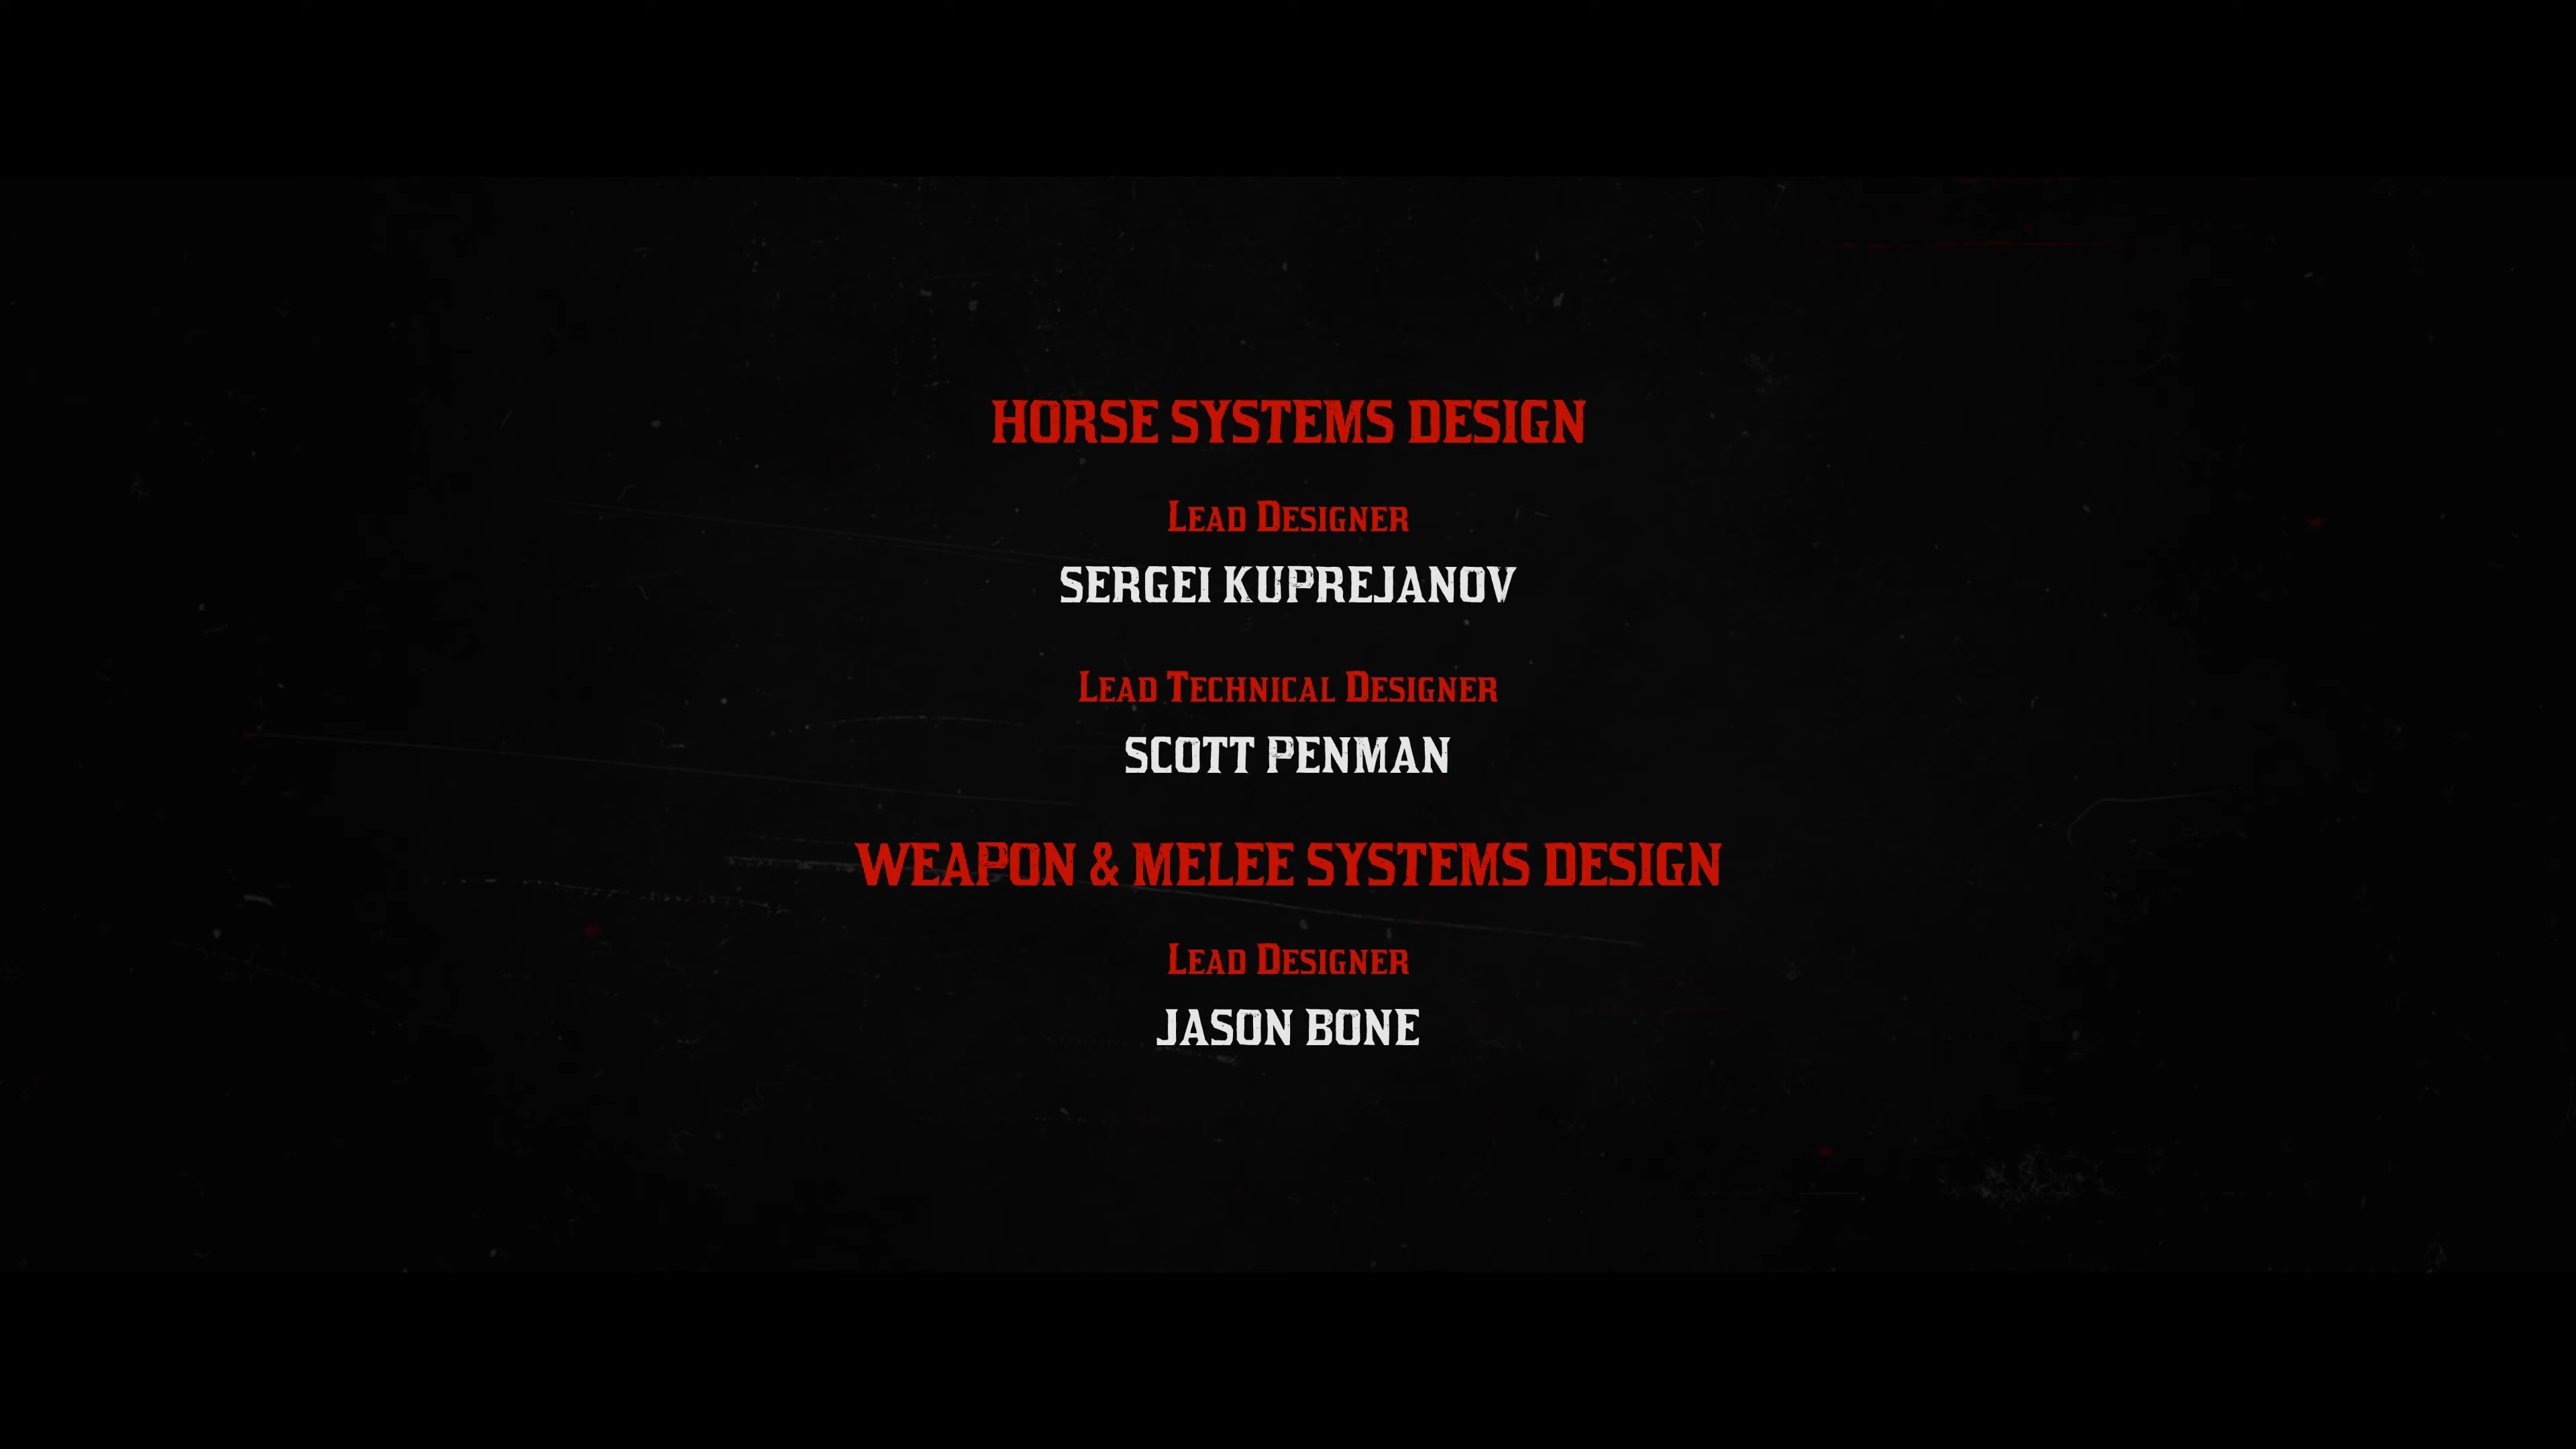 HORSE SYSTEMS DESIGN
LEAD DESIGNER
SERGEI KUPREJANOV
LEAD TECHNICAL DESIGNER
SCOTT PENMAN
WEAPON & MELEE SYSTEMS DESIGN
LEAD DESIGNER
JASON BONE